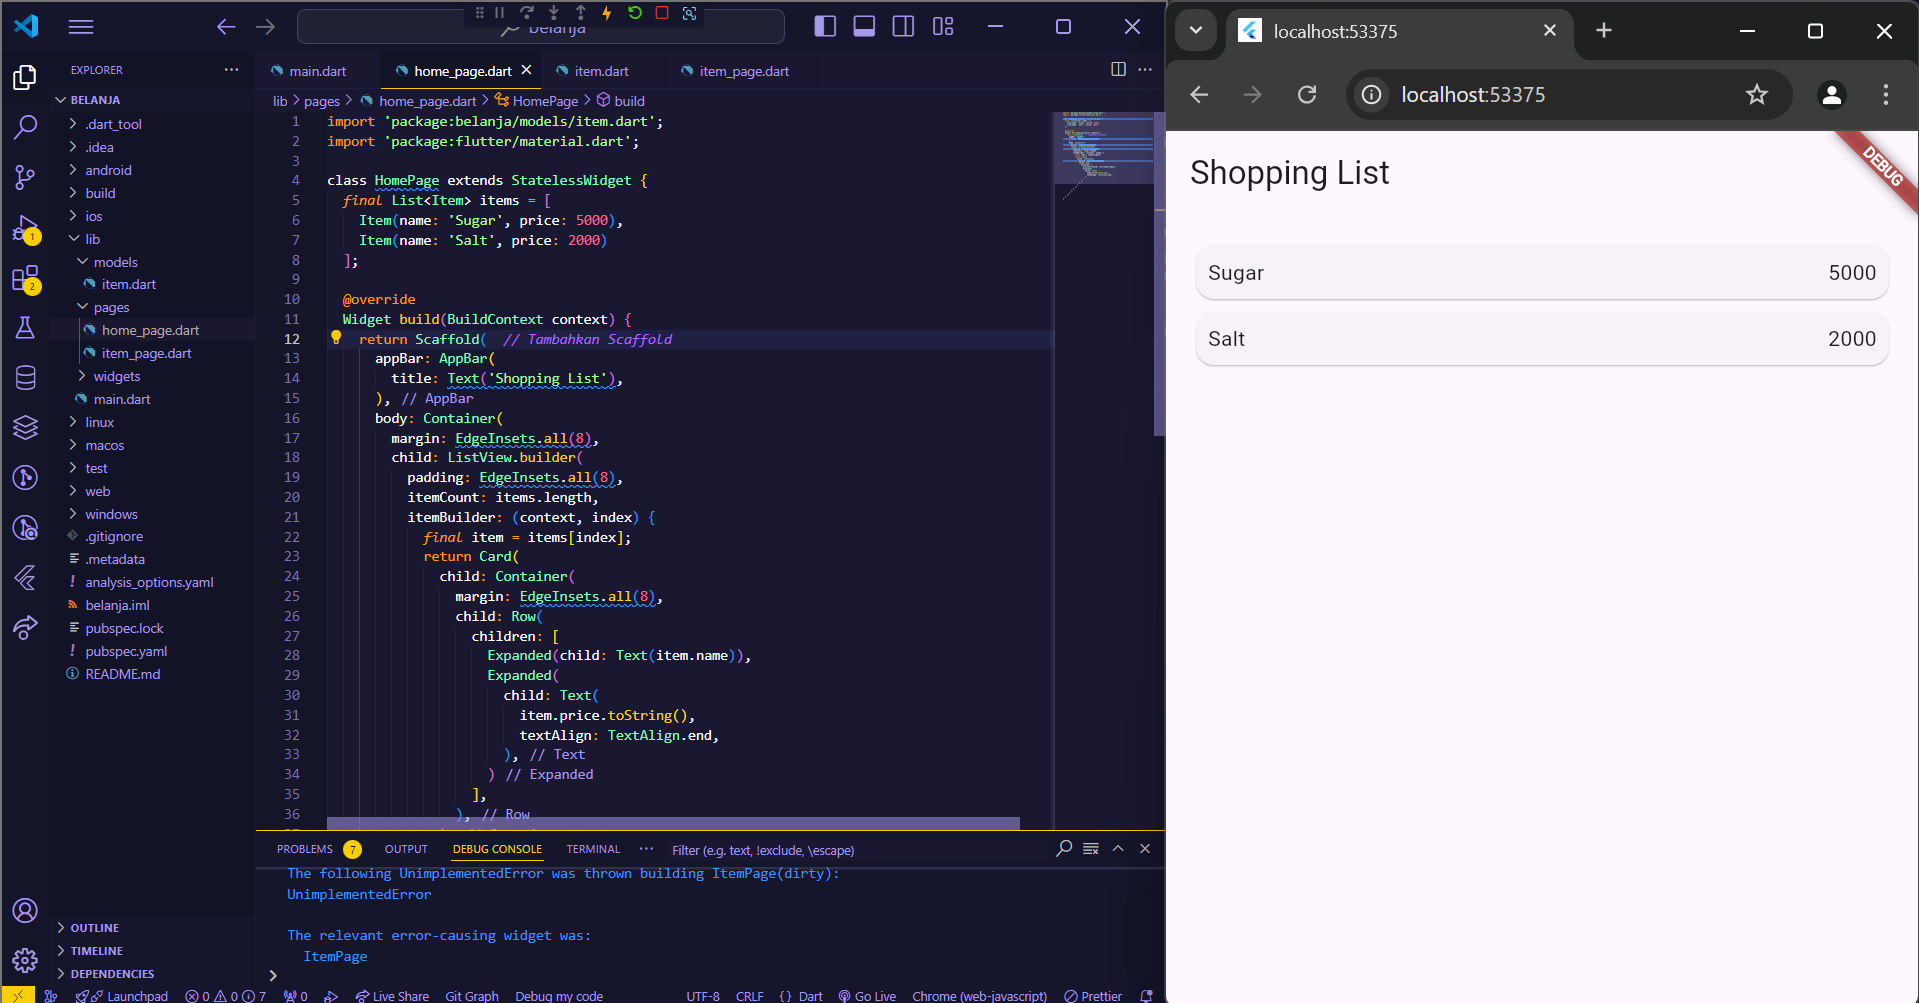 belanja
EXPLORER
BELANJA
.dart_tool
.idea
android
build
ios
lib
models
item.dart
pages
home_page.dart
item_page.dart
widgets
main.dart
linux
macos
test
web
windows
.gitignore
.metadata
analysis_options.yaml
belanja.iml
pubspec.lock
pubspec.yaml
README.md
OUTLINE
TIMELINE
DEPENDENCIES
1
2
main.dart home_page.dart item.dart item_page.dart
lib > pages > home_page.dart > HomePage > build
1 import 'package:belanja/models/item.dart';
2 import 'package:flutter/material.dart';
3
4 class HomePage extends StatelessWidget {
5 final List<Item> items = [
6 Item(name: 'Sugar', price: 5000),
7 Item(name: 'Salt', price: 2000)
8 ];
9
10 @override
11 Widget build(BuildContext context) {
12 return Scaffold( // Tambahkan Scaffold
13 appBar: AppBar(
14 title: Text('Shopping List'),
15 ), // AppBar
16 body: Container(
17 margin: EdgeInsets.all(8),
18 child: ListView.builder(
19 padding: EdgeInsets.all(8),
20 itemCount: items.length,
21 itemBuilder: (context, index) {
22 final item = items[index];
23 return Card(
24 child: Container(
25 margin: EdgeInsets.all(8),
26 child: Row(
27 children: [
28 Expanded(child: Text(item.name)),
29 Expanded(
30 child: Text(
31 item.price.toString(),
32 textAlign: TextAlign.end,
33 ), // Text
34 ) // Expanded
35 ],
36 ), // Row
PROBLEMS 7 OUTPUT DEBUG CONSOLE TERMINAL ··· Filter (e.g. text, !exclude, \escape)
The following UnimplementedError was thrown building ItemPage(dirty):
UnimplementedError
The relevant error-causing widget was:
ItemPage
Launchpad 0 0 7 0 Live Share Git Graph Debug my code UTF-8 CRLF {} Dart Go Live Chrome (web-javascript) Prettier
localhost:53375
localhost:53375
DEBUG
Shopping List
Sugar 5000
Salt 2000